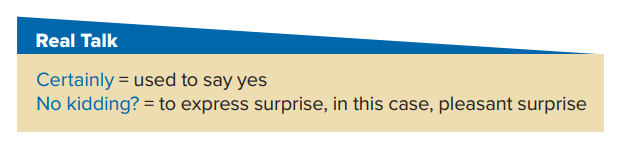 Real Talk
Certainly = used to say yes
No kidding? = to express surprise, in this case, pleasant surprise